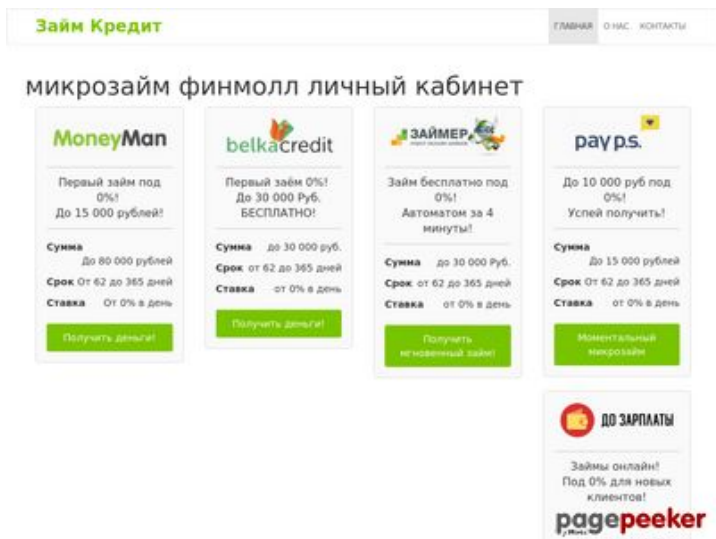 Займ Кредит
ГЛАВНАЯ О НАС. КОНТАКТЫ
микрозайм финмолл личный кабинет
MoneyMan
Первый займ под
0%!
До 15 000 рублей!
Сумма
До 80 000 рублей
Срок От 62 до 365 дней
Ставка От 0% в день
Получить деньги!
belkacredit
Первый заём 0%!
До 30 000 Руб.
БЕСПЛАТНО!
Сумма до 30 000 руб.
Срок от 62 до 365 дней
Ставка от 0% в день
Получить деньги!
ЗАЙМЕР
Займ бесплатно под
0%!
Автоматом за 4
минуты!
Сумма до 30 000 Руб.
Срок от 62 до 365 дней
Ставка от 0% в день
Получить
мгновенный займ!
pay p.s.
До 10 000 руб под
0%!
Успей получить!
Сумма
До 15 000 рублей
Срок От 62 до 365 дней
Ставка от 0% в день
Моментальный
микрозайм
ДО ЗАРПЛАТЫ
Займы онлайн!
Под 0% для новых
клиентов!
pagepeeker